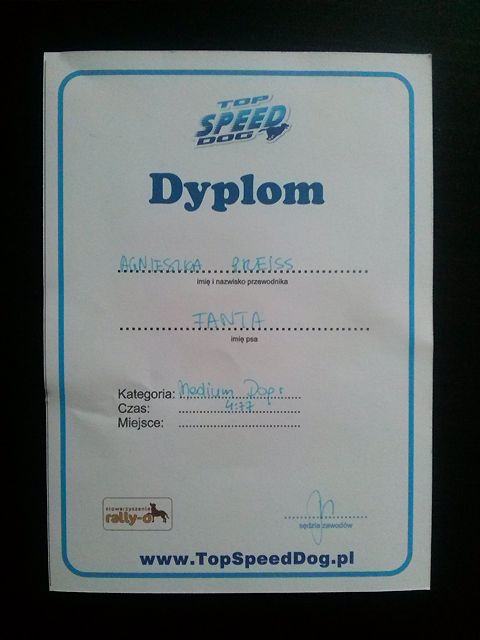 TOP
SPEED
DOG
Dyplom
AGNIESZKA PREISS
imię i nazwisko przewodnika
FANTA
imię psa
Kategoria: Medium Dopr
Czas: 4:77
Miejsce:
stowarzyszenie
rally-o
sędzia zawodów
www.TopSpeedDog.pl